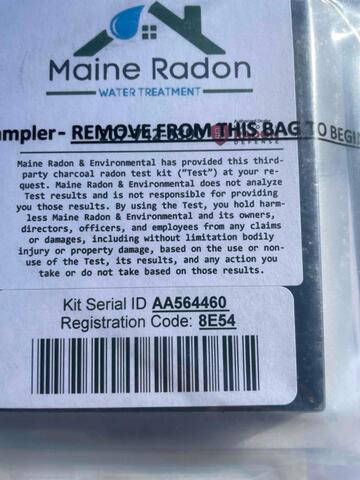 Maine Radon
WATER TREATMENT
ampler- REMOVE FROM THIS BAG TO BEGI
DEFENSE
Maine Radon & Environmental has provided this third-
party charcoal radon test kit ("Test") at your re-
quest. Maine Radon & Environmental does not analyze
Test results and is not responsible for providing
you those results. By using the Test, you hold harm-
less Maine Radon & Environmental and its owners,
directors, officers, and employees from any claims
or damages, including without limitation bodily
injury or property damage, based on the use or non-
use of the Test, its results, and any action you
take or do not take based on those results.
Kit Serial ID AA564460
Registration Code: 8E54